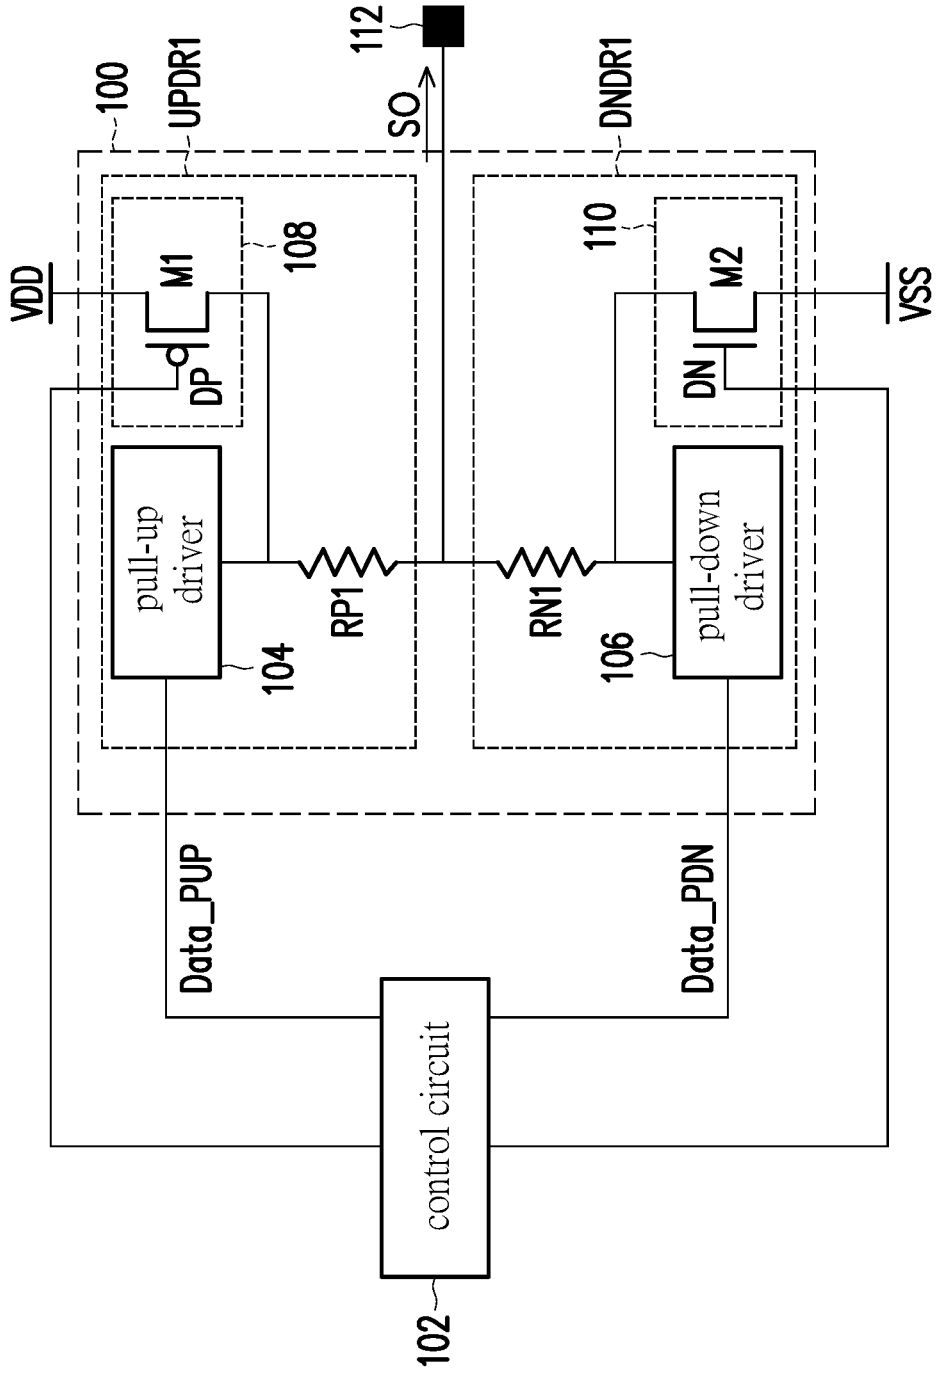 100
UPDR1
VDD
M1
108
DP
pull-up
driver
104
RP1
Data_PUP
112
SO
control circuit
102
DNDR1
110
M2
DN
VSS
RN1
pull-down
driver
106
Data_PDN